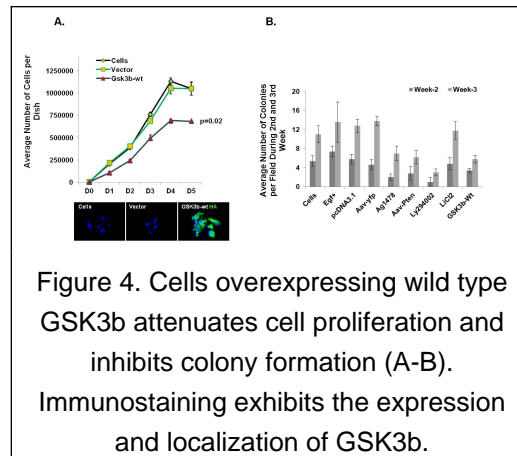 A.
B.
Cells
Vector
Gsk3b-wt
Average Number of Cells per
Dish
1250000
1000000
750000
500000
250000
0
p=0.02
D0 D1 D2 D3 D4 D5
Cells
Vector
GSK3b-wt HA
Average Number of Colonies
per Field During 2nd and 3rd
Week
Week-2
Week-3
24
20
16
12
8
4
0
Cells
Egf+
pcDNA3.1
Aav-yfp
Ag1478
Aav-Pten
Ly294002
LiCl2
GSK3b-Wt
Figure 4. Cells overexpressing wild type
GSK3b attenuates cell proliferation and
inhibits colony formation (A-B).
Immunostaining exhibits the expression
and localization of GSK3b.